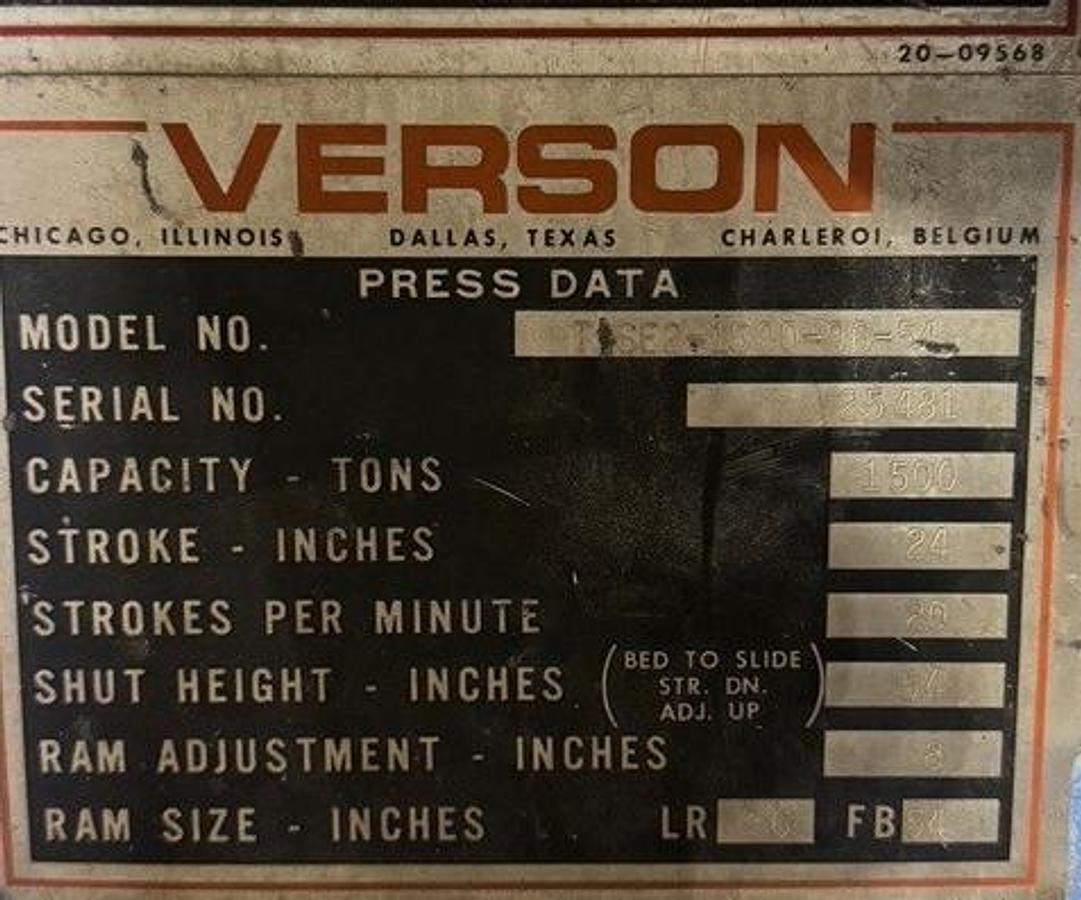 20-09568
VERSON
CHICAGO, ILLINOIS DALLAS, TEXAS CHARLEROI, BELGIUM
PRESS DATA
MODEL NO.
SERIAL NO. 25481
CAPACITY - TONS 1500
STROKE - INCHES 24
STROKES PER MINUTE
SHUT HEIGHT - INCHES (BED TO SLIDE
STR. DN.
ADJ. UP)
RAM ADJUSTMENT - INCHES 8
RAM SIZE - INCHES LR FB 54